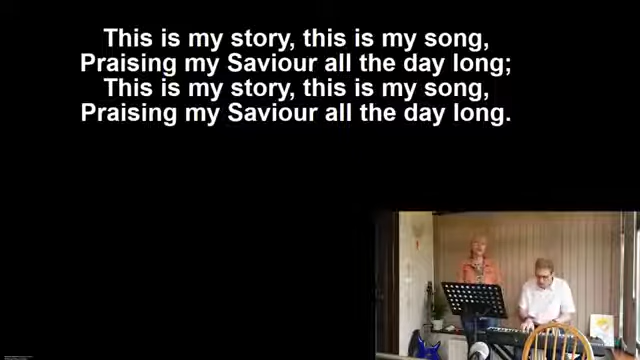 This is my story, this is my song,
Praising my Saviour all the day long;
This is my story, this is my song,
Praising my Saviour all the day long.